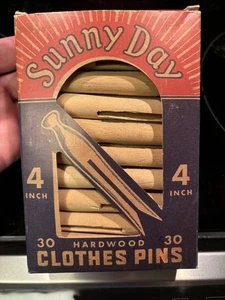 Sunny Day
4 4
INCH INCH
30 HARDWOOD 30
CLOTHES PINS